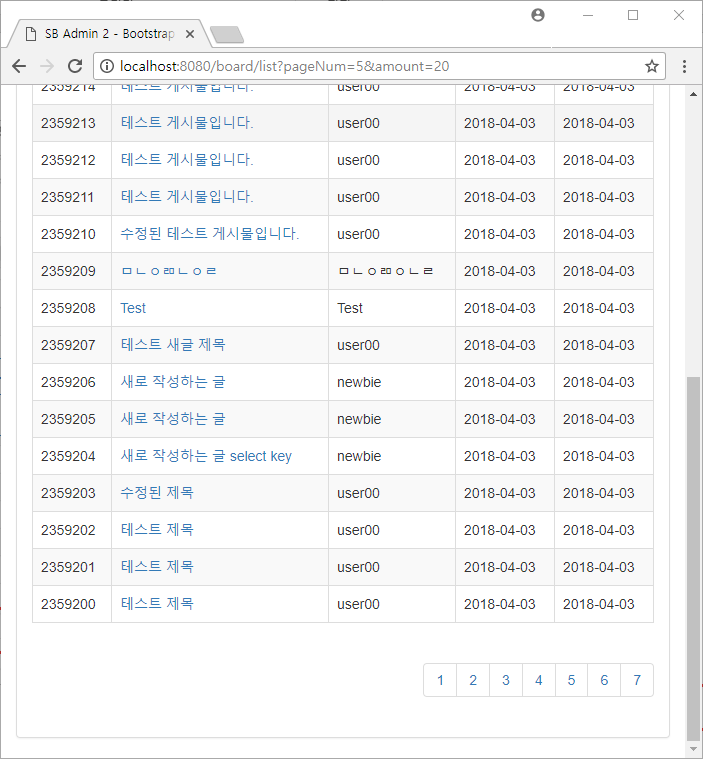 SB Admin 2 - Bootstrap
localhost:8080/board/list?pageNum=5&amount=20
2359214 테스트 게시물입니다. user00 2018-04-03 2018-04-03
2359213 테스트 게시물입니다. user00 2018-04-03 2018-04-03
2359212 테스트 게시물입니다. user00 2018-04-03 2018-04-03
2359211 테스트 게시물입니다. user00 2018-04-03 2018-04-03
2359210 수정된 테스트 게시물입니다. user00 2018-04-03 2018-04-03
2359209 ㅁㄴㅇㄻㄴㅇㄹ ㅁㄴㅇㄻㅇㄴㄹ 2018-04-03 2018-04-03
2359208 Test Test 2018-04-03 2018-04-03
2359207 테스트 새글 제목 user00 2018-04-03 2018-04-03
2359206 새로 작성하는 글 newbie 2018-04-03 2018-04-03
2359205 새로 작성하는 글 newbie 2018-04-03 2018-04-03
2359204 새로 작성하는 글 select key newbie 2018-04-03 2018-04-03
2359203 수정된 제목 user00 2018-04-03 2018-04-03
2359202 테스트 제목 user00 2018-04-03 2018-04-03
2359201 테스트 제목 user00 2018-04-03 2018-04-03
2359200 테스트 제목 user00 2018-04-03 2018-04-03
1 2 3 4 5 6 7